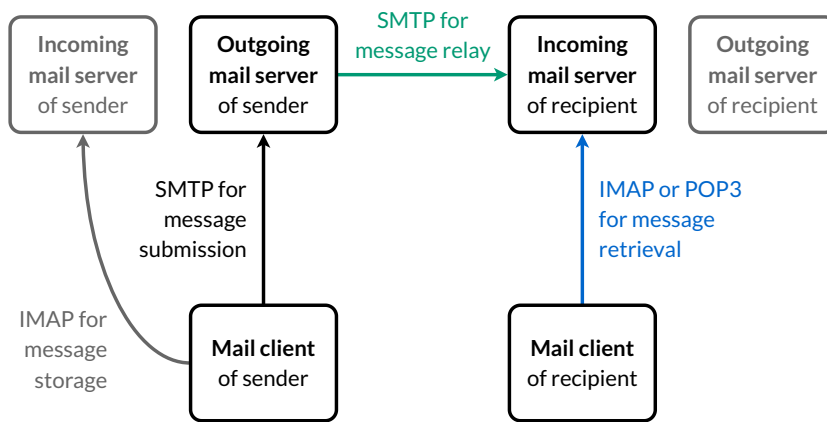 Incoming
mail server
of sender
Outgoing
mail server
of sender
SMTP for
message relay
Incoming
mail server
of recipient
Outgoing
mail server
of recipient
SMTP for
message
submission
IMAP or POP3
for message
retrieval
IMAP for
message
storage
Mail client
of sender
Mail client
of recipient